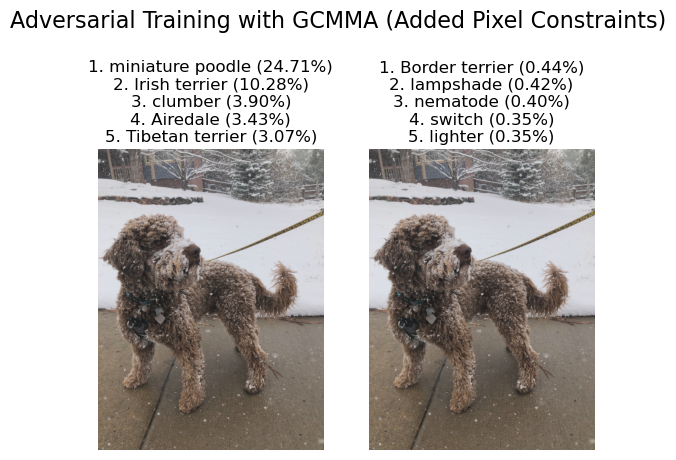 Adversarial Training with GCMMA (Added Pixel Constraints)
1. miniature poodle (24.71%)
2. Irish terrier (10.28%)
3. clumber (3.90%)
4. Airedale (3.43%)
5. Tibetan terrier (3.07%)
1. Border terrier (0.44%)
2. lampshade (0.42%)
3. nematode (0.40%)
4. switch (0.35%)
5. lighter (0.35%)